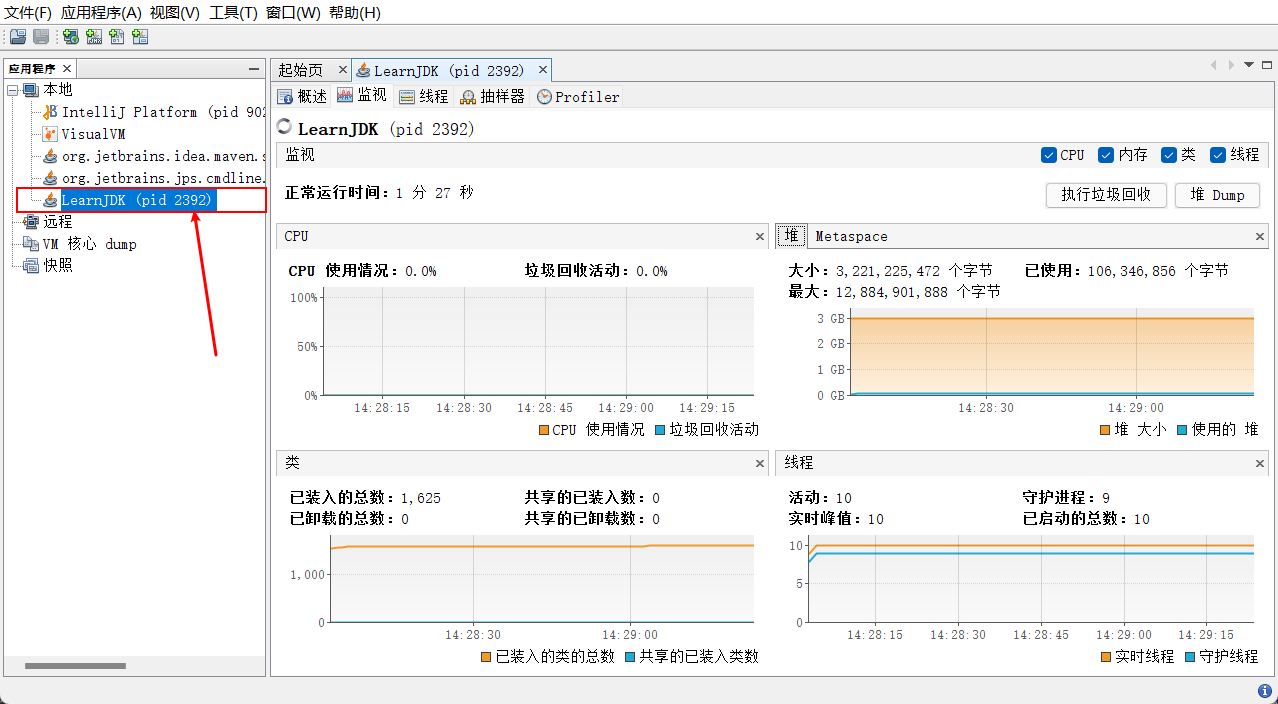 文件(F) 应用程序(A) 视图(V) 工具(T) 窗口(W) 帮助(H)
应用程序
本地
IntelliJ Platform (pid 902
VisualVM
org.jetbrains.idea.maven.s
org.jetbrains.jps.cmdline.
LearnJDK (pid 2392)
远程
VM 核心 dump
快照
起始页 LearnJDK (pid 2392)
概述 监视 线程 抽样器 Profiler
LearnJDK (pid 2392)
监视 CPU 内存 类 线程
正常运行时间：1 分 27 秒 执行垃圾回收 堆 Dump
CPU
CPU 使用情况：0.0% 垃圾回收活动：0.0%
100%
50%
0%
14:28:15 14:28:30 14:28:45 14:29:00 14:29:15
CPU 使用情况 垃圾回收活动
堆 Metaspace
大小：3,221,225,472 个字节 已使用：106,346,856 个字节
最大：12,884,901,888 个字节
3 GB
2 GB
1 GB
0 GB
14:28:30 14:29:00
堆 大小 使用的 堆
类
已装入的总数：1,625 共享的已装入数：0
已卸载的总数：0 共享的已卸载数：0
1,000
0
14:28:30 14:29:00
已装入的类的总数 共享的已装入类数
线程
活动：10 守护进程：9
实时峰值：10 已启动的总数：10
10
5
0
14:28:15 14:28:30 14:28:45 14:29:00 14:29:15
实时线程 守护线程